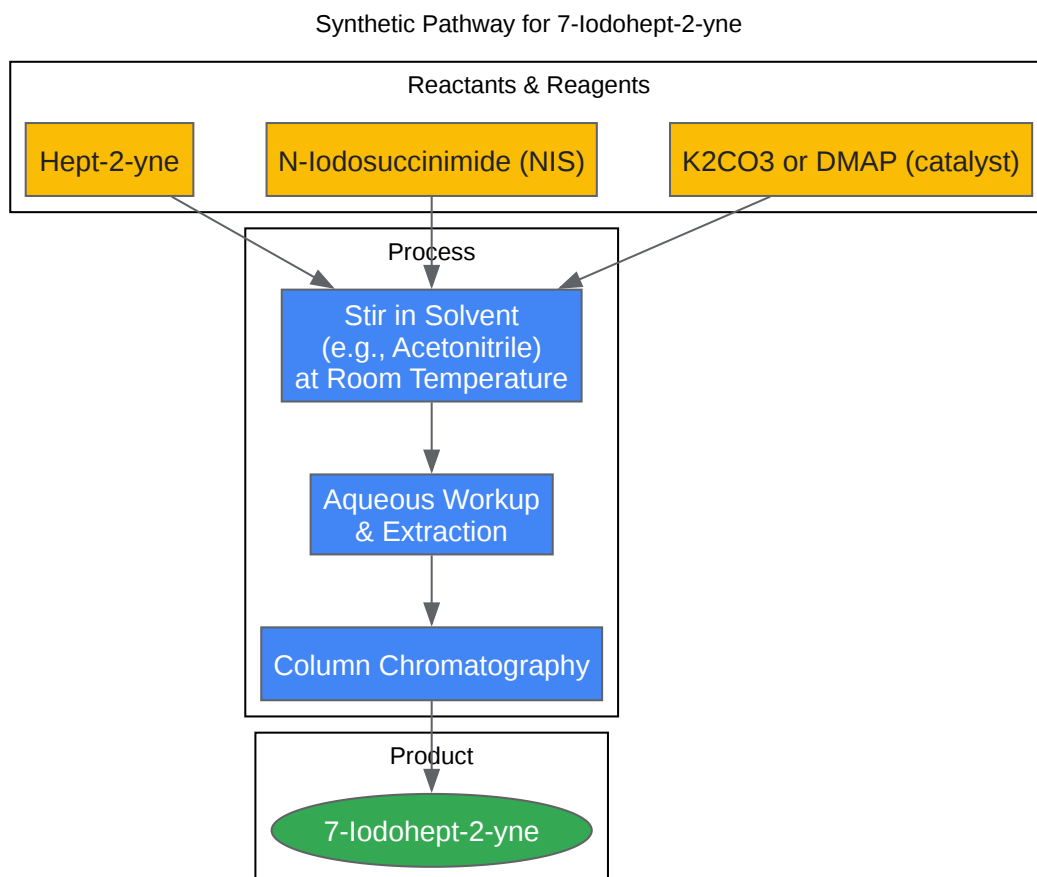 Synthetic Pathway for 7-Iodohept-2-yne
Reactants & Reagents
Hept-2-yne
N-Iodosuccinimide (NIS)
K2CO3 or DMAP (catalyst)
Process
Stir in Solvent
(e.g., Acetonitrile)
at Room Temperature
Aqueous Workup
& Extraction
Column Chromatography
Product
7-Iodohept-2-yne